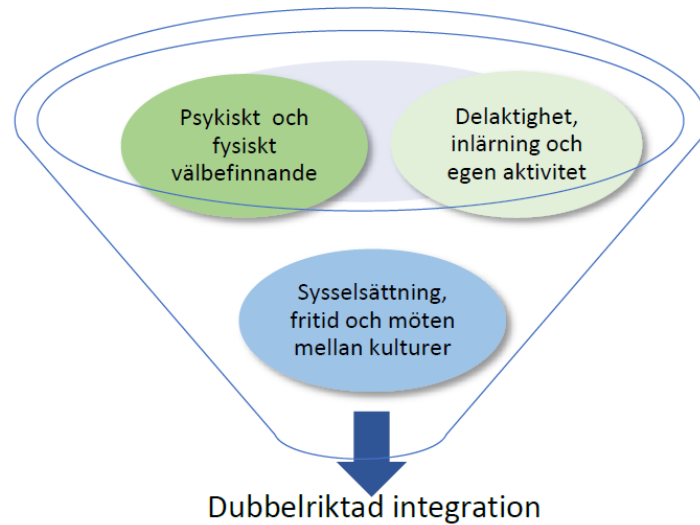 Psykiskt och
fysiskt
välbefinnande
Delaktighet,
inlärning och
egen aktivitet
Sysselsättning,
fritid och möten
mellan kulturer
Dubbelriktad integration